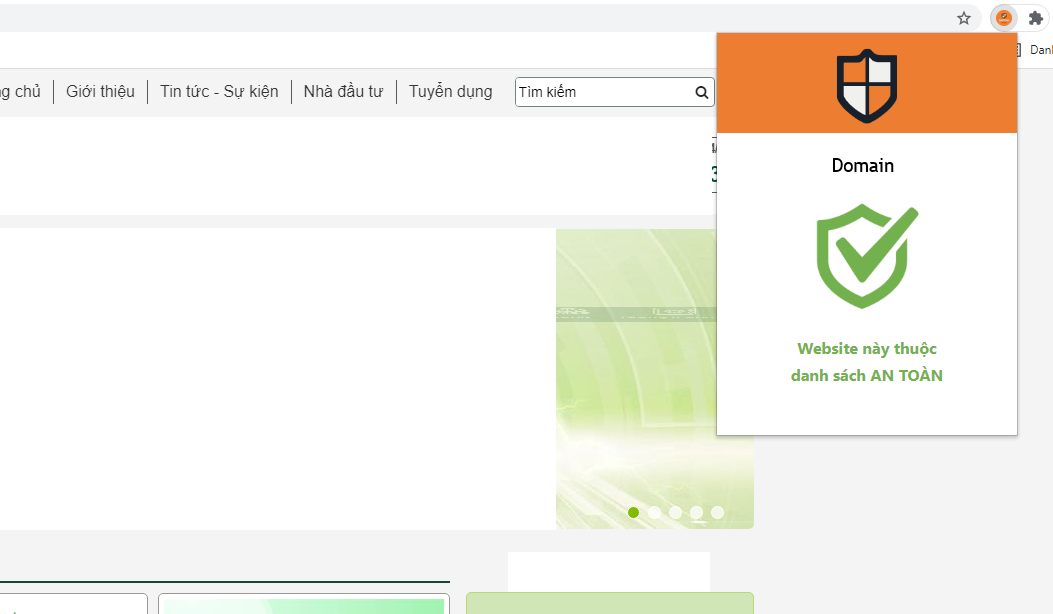 Danh
chủ
Giới thiệu
Tin tức - Sự kiện
Nhà đầu tư
Tuyển dụng
Tìm kiếm
Domain
Website này thuộc
danh sách AN TOÀN